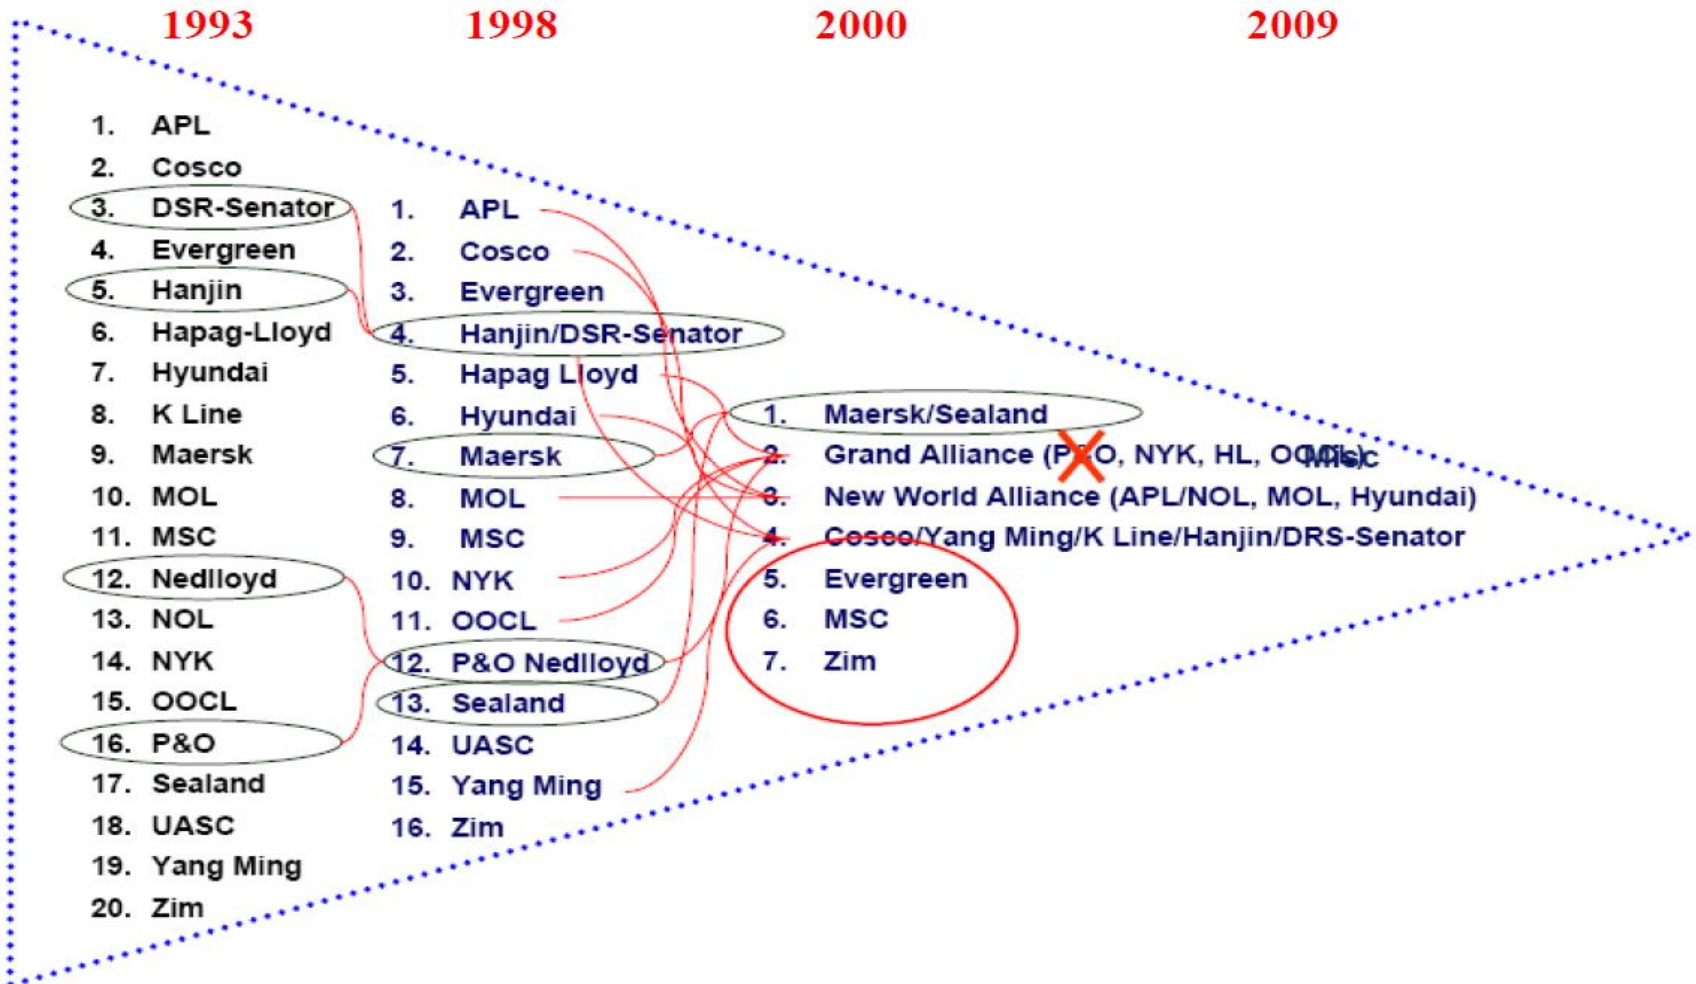 1993
1998
2000
2009
1. APL
2. Cosco
3. DSR-Senator
4. Evergreen
5. Hanjin
6. Hapag-Lloyd
7. Hyundai
8. K Line
9. Maersk
10. MOL
11. MSC
12. Nedlloyd
13. NOL
14. NYK
15. OOCL
16. P&O
17. Sealand
18. UASC
19. Yang Ming
20. Zim
1. APL
2. Cosco
3. Evergreen
4. Hanjin/DSR-Senator
5. Hapag Lloyd
6. Hyundai
7. Maersk
8. MOL
9. MSC
10. NYK
11. OOCL
12. P&O Nedlloyd
13. Sealand
14. UASC
15. Yang Ming
16. Zim
1. Maersk/Sealand
2. Grand Alliance (P&O, NYK, HL, OOCL) Misc
3. New World Alliance (APL/NOL, MOL, Hyundai)
4. Cosco/Yang Ming/K Line/Hanjin/DRS-Senator
5. Evergreen
6. MSC
7. Zim